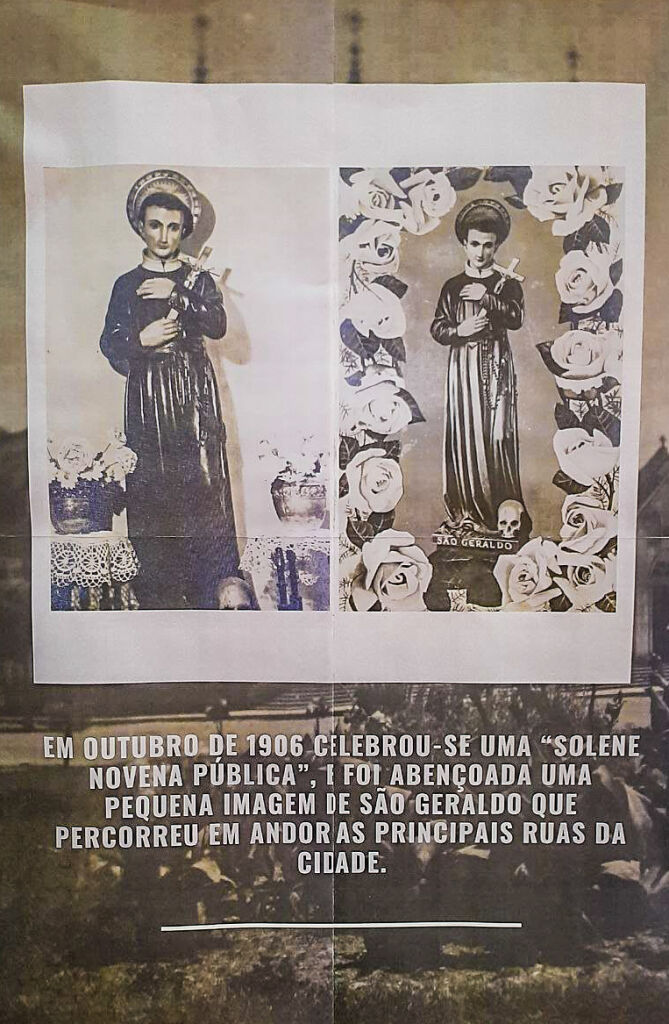 SÃO GERALDO
EM OUTUBRO DE 1906 CELEBROU-SE UMA “SOLENE
NOVENA PÚBLICA”, E FOI ABENÇOADA UMA
PEQUENA IMAGEM DE SÃO GERALDO QUE
PERCORREU EM ANDOR AS PRINCIPAIS RUAS DA
CIDADE.